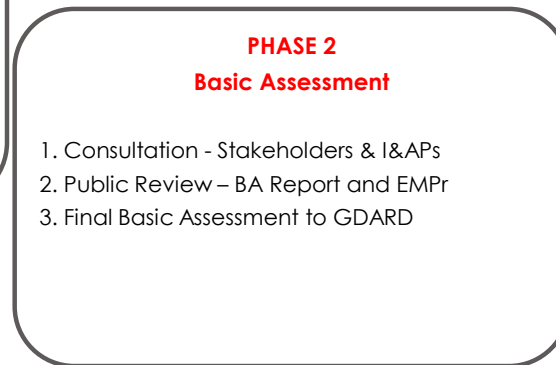 PHASE 2
Basic Assessment
1. Consultation - Stakeholders & I&APs
2. Public Review – BA Report and EMPr
3. Final Basic Assessment to GDARD